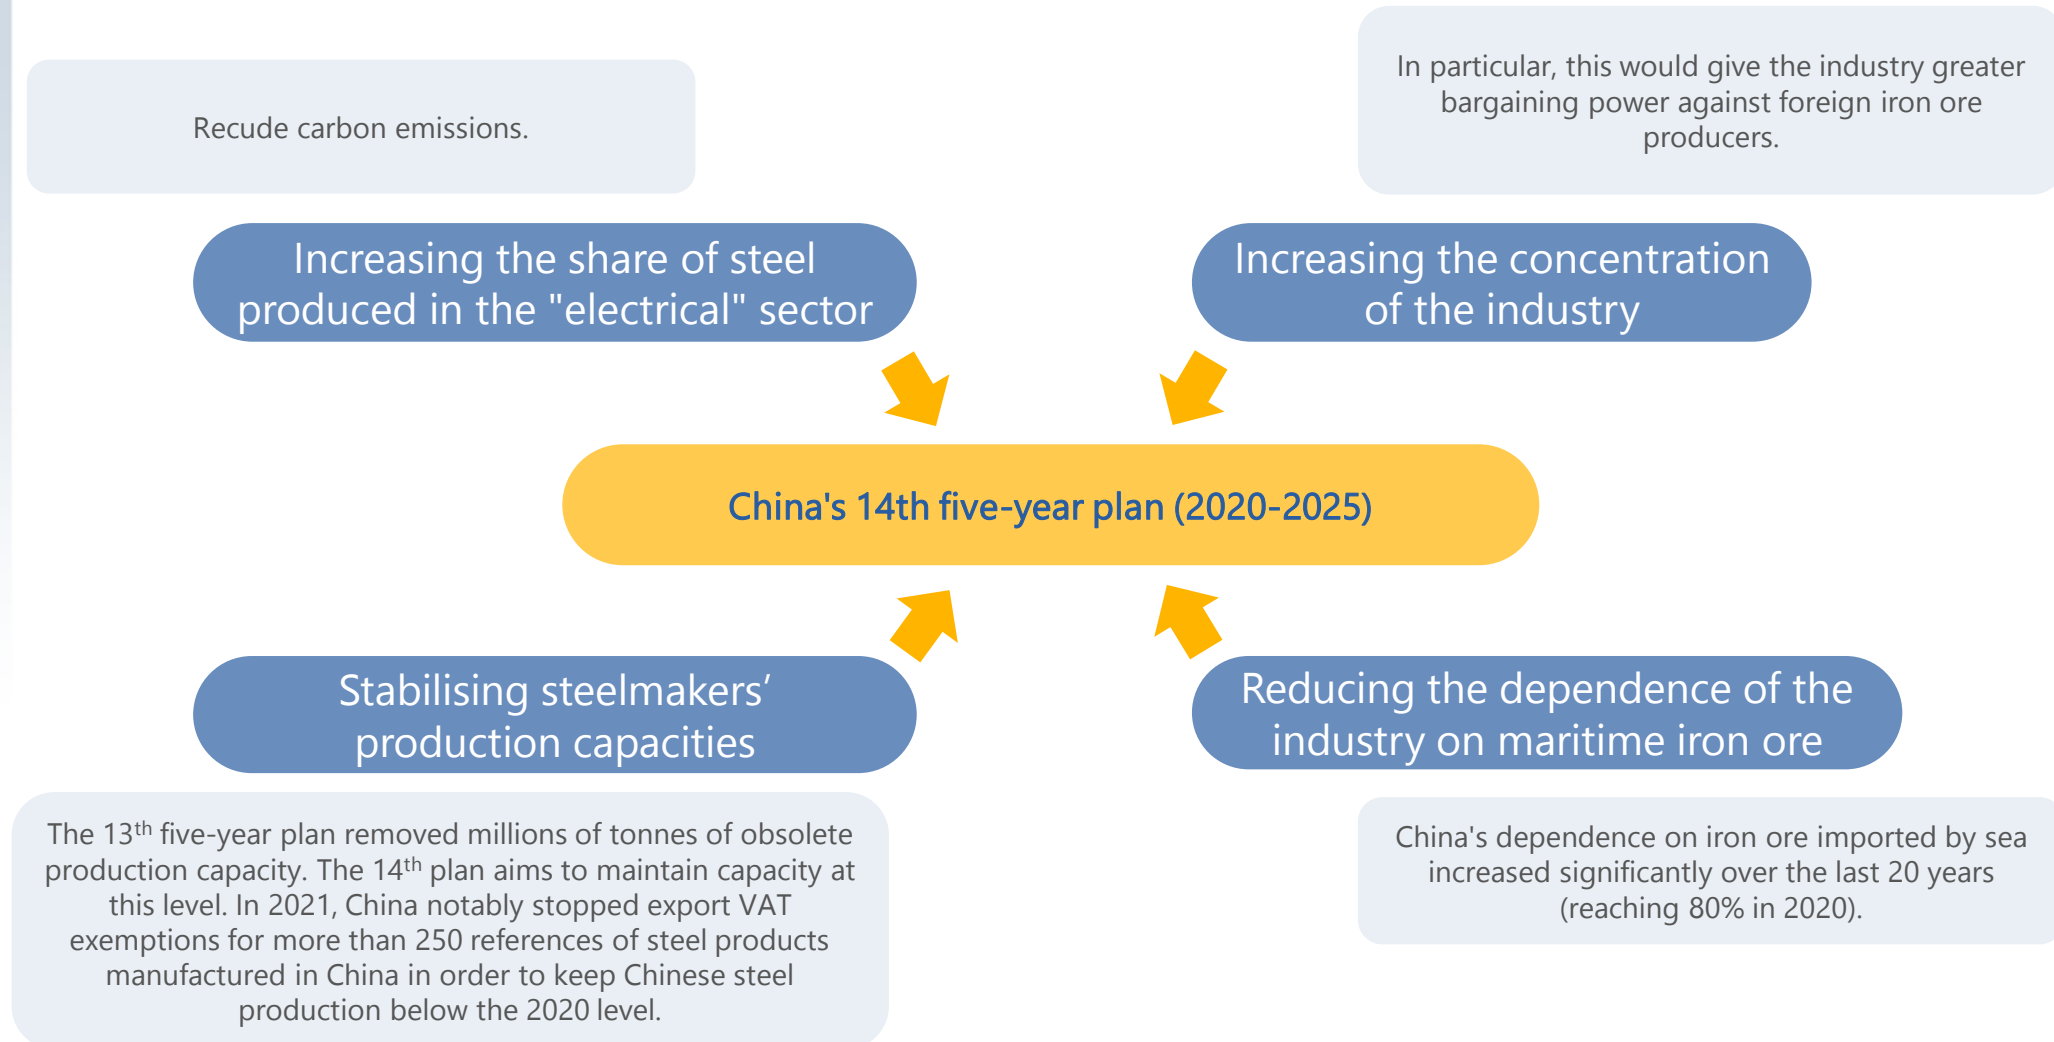 Recude carbon emissions.
In particular, this would give the industry greater
bargaining power against foreign iron ore
producers.
Increasing the share of steel
produced in the "electrical" sector
Increasing the concentration
of the industry
China's 14th five-year plan (2020-2025)
Stabilising steelmakers’
production capacities
Reducing the dependence of the
industry on maritime iron ore
The 13th five-year plan removed millions of tonnes of obsolete
production capacity. The 14th plan aims to maintain capacity at
this level. In 2021, China notably stopped export VAT
exemptions for more than 250 references of steel products
manufactured in China in order to keep Chinese steel
production below the 2020 level.
China's dependence on iron ore imported by sea
increased significantly over the last 20 years
(reaching 80% in 2020).